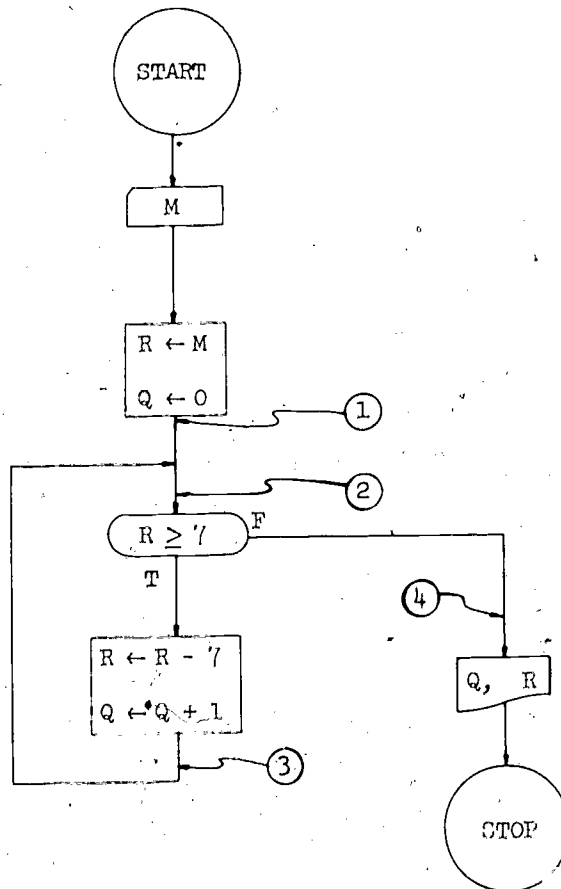 START
M
R ← M
Q ← 0
1
2
R ≥ 7
F
T
4
R ← R - 7
Q ← Q + 1
Q, R
3
STOP